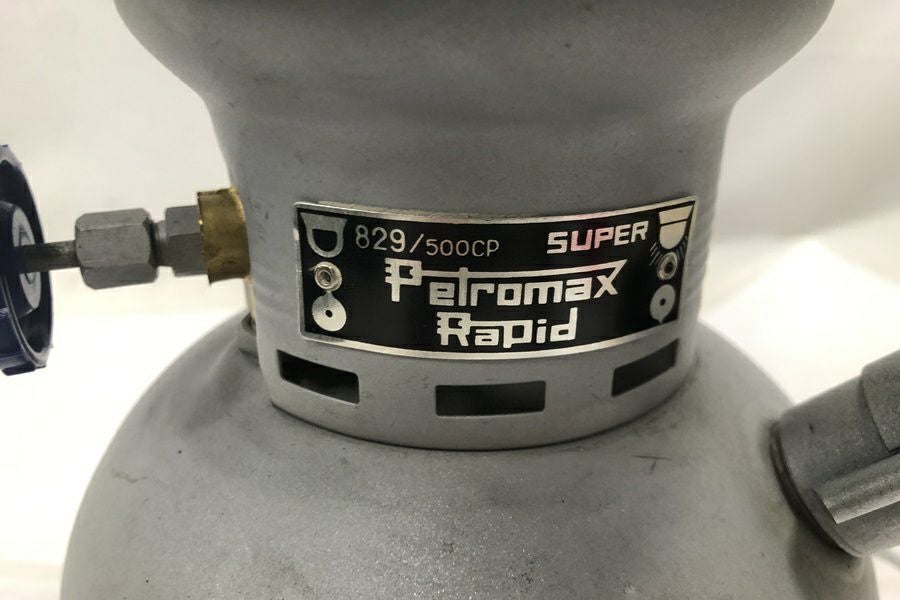 829/500CP SUPER
Petromax
Rapid